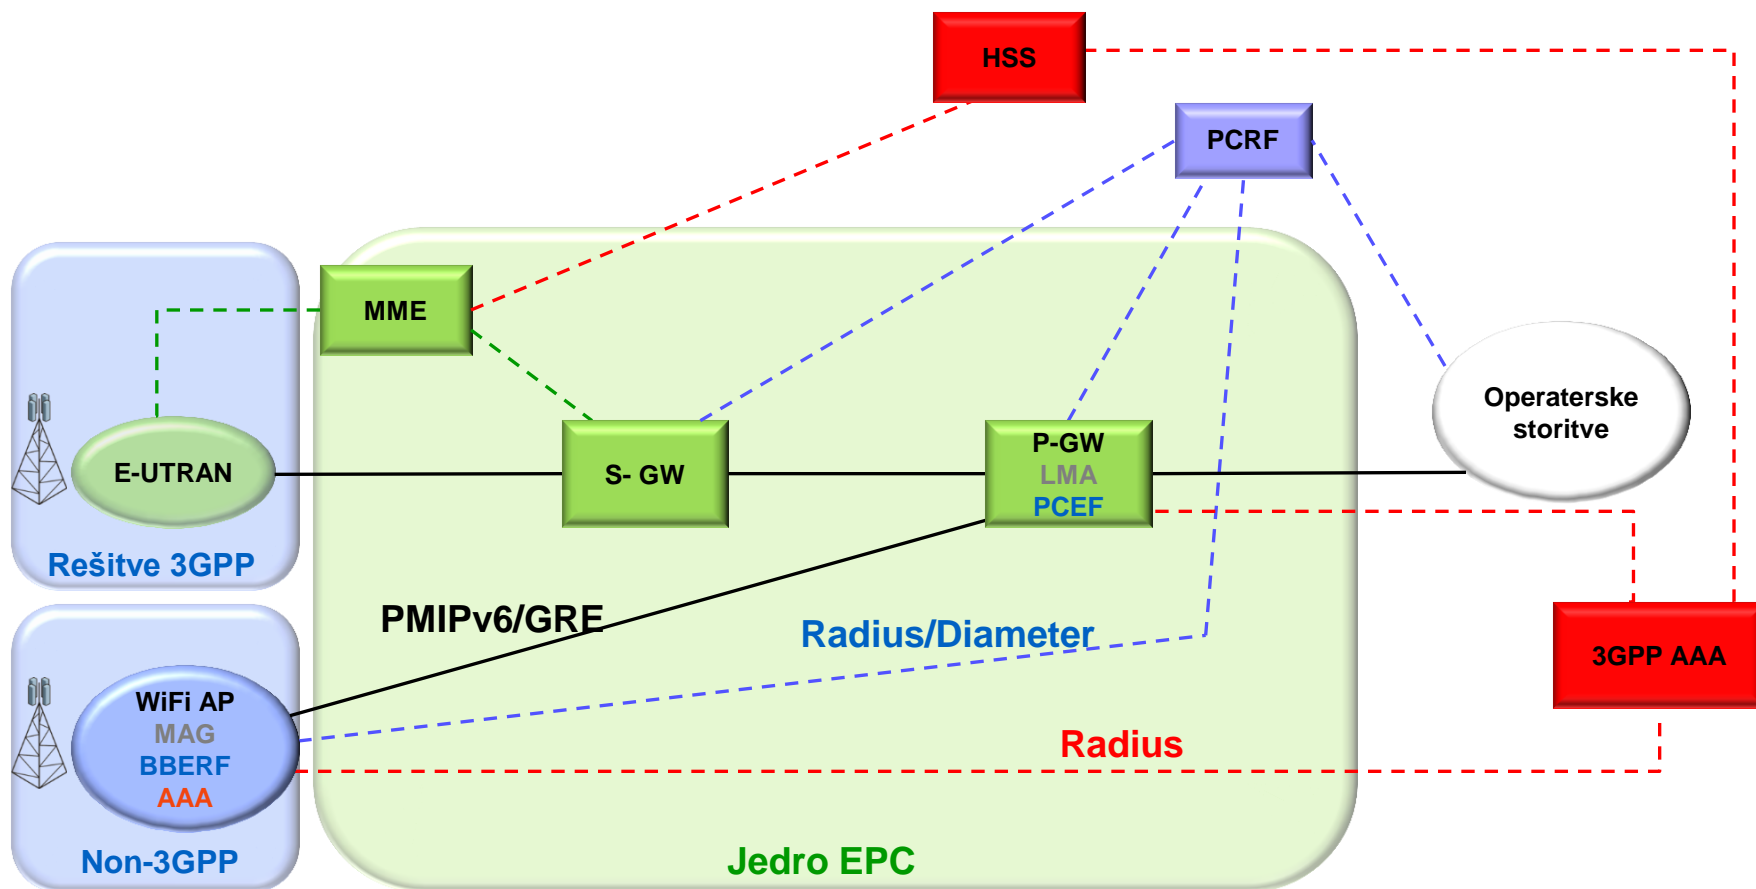 HSS
PCRF
MME
Operaterske
storitve
E-UTRAN
S- GW
P-GW
LMA
PCEF
Rešitve 3GPP
PMIPv6/GRE
Radius/Diameter
3GPP AAA
WiFi AP
MAG
BBERF
AAA
Radius
Non-3GPP
Jedro EPC